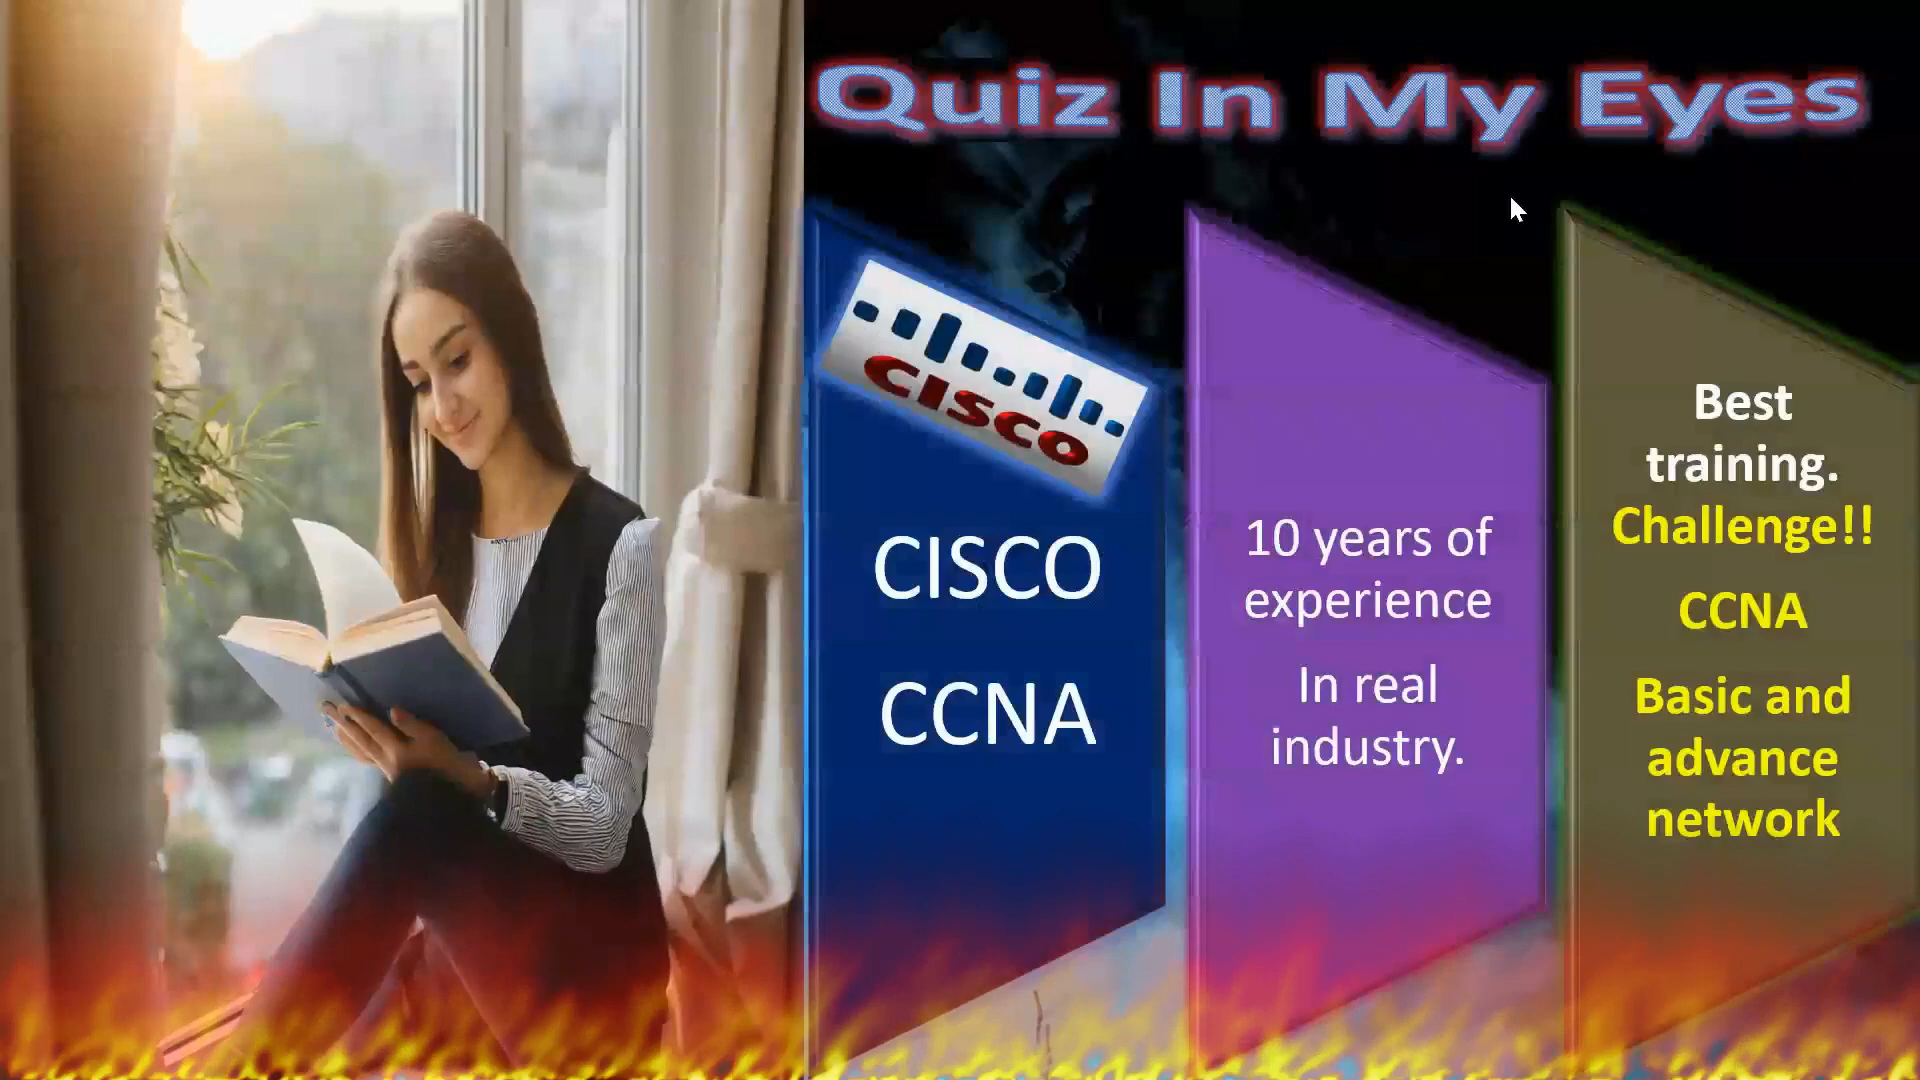 Quiz In My Eyes
CISCO
CISCO
CCNA
10 years of
experience
In real
industry.
Best
training.
Challenge!!
CCNA
Basic and
advance
network